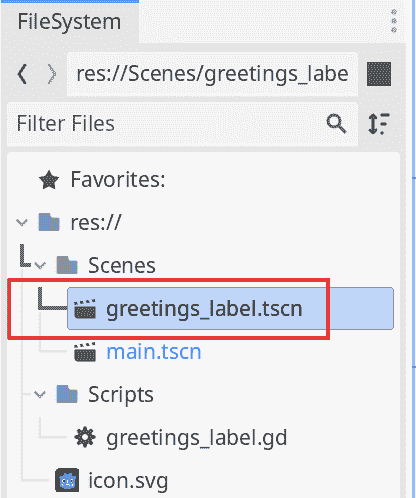 FileSystem
res://Scenes/greetings_labe
Filter Files
Favorites:
res://
Scenes
greetings_label.tscn
main.tscn
Scripts
greetings_label.gd
icon.svg